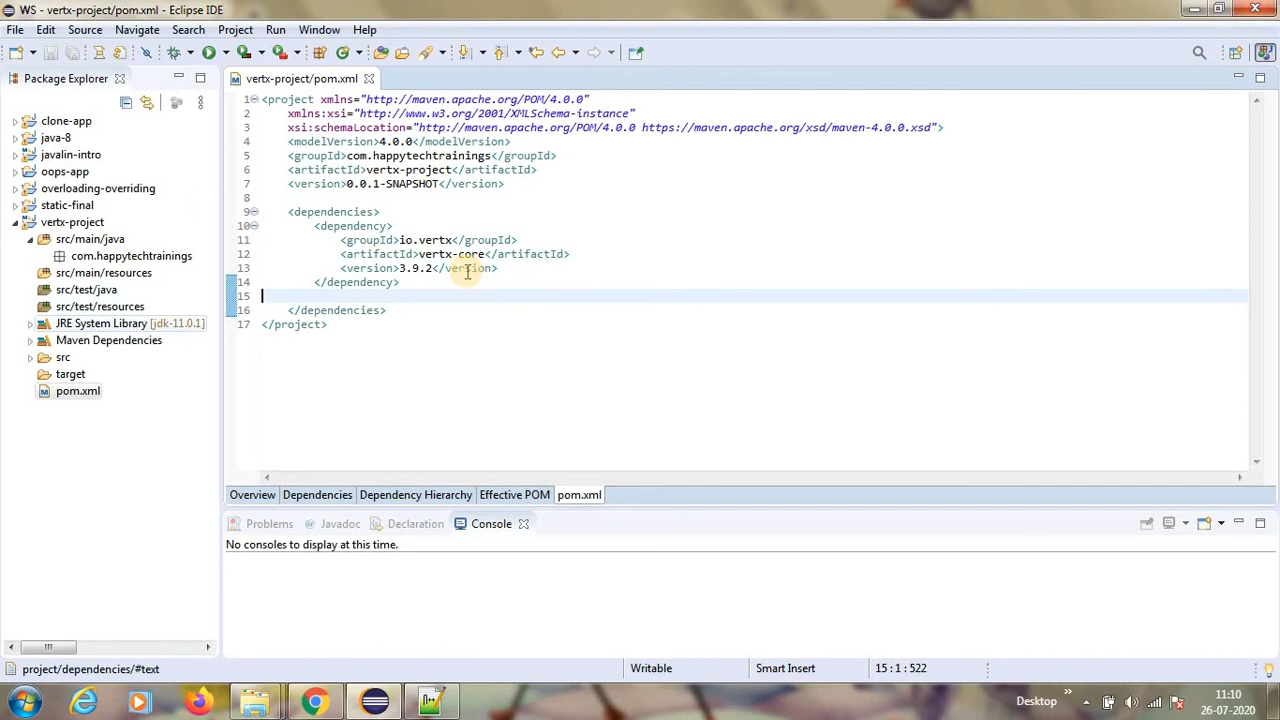 WS - vertx-project/pom.xml - Eclipse IDE
File Edit Source Navigate Search Project Run Window Help
Package Explorer
vertx-project/pom.xml
clone-app
java-8
javalin-intro
oops-app
overloading-overriding
static-final
vertx-project
src/main/java
com.happytechtrainings
src/main/resources
src/test/java
src/test/resources
JRE System Library [jdk-11.0.1]
Maven Dependencies
src
target
pom.xml
1 <project xmlns="http://maven.apache.org/POM/4.0.0"
2 xmlns:xsi="http://www.w3.org/2001/XMLSchema-instance"
3 xsi:schemaLocation="http://maven.apache.org/POM/4.0.0 https://maven.apache.org/xsd/maven-4.0.0.xsd">
4 <modelVersion>4.0.0</modelVersion>
5 <groupId>com.happytechtrainings</groupId>
6 <artifactId>vertx-project</artifactId>
7 <version>0.0.1-SNAPSHOT</version>
8
9 <dependencies>
10 <dependency>
11 <groupId>io.vertx</groupId>
12 <artifactId>vertx-core</artifactId>
13 <version>3.9.2</version>
14 </dependency>
15
16 </dependencies>
17 </project>
Overview Dependencies Dependency Hierarchy Effective POM pom.xml
Problems @ Javadoc Declaration Console
No consoles to display at this time.
project/dependencies/#text Writable Smart Insert 15 : 1 : 522
Desktop
11:10
26-07-2020